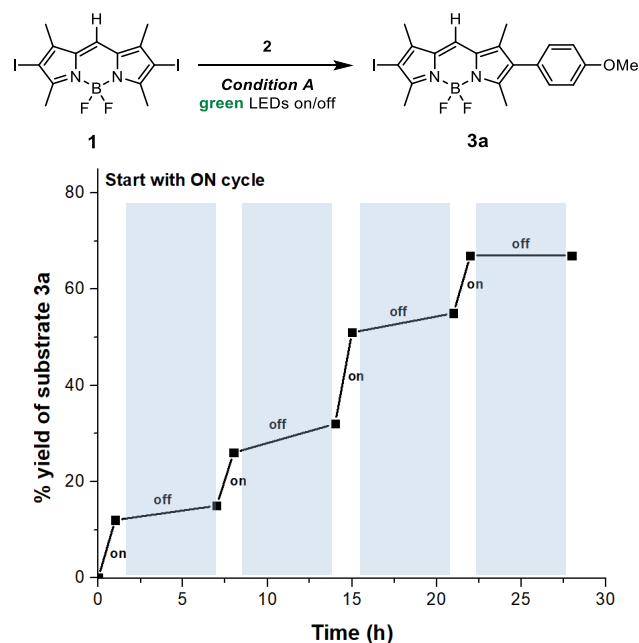 H
I
I
N
N
B
F
F
1
2
Condition A
green LEDs on/off
H
I
N
N
B
F
F
OMe
3a
Start with ON cycle
% yield of substrate 3a
80
60
40
20
0
on
off
on
off
on
off
on
off
0
5
10
15
20
25
30
Time (h)